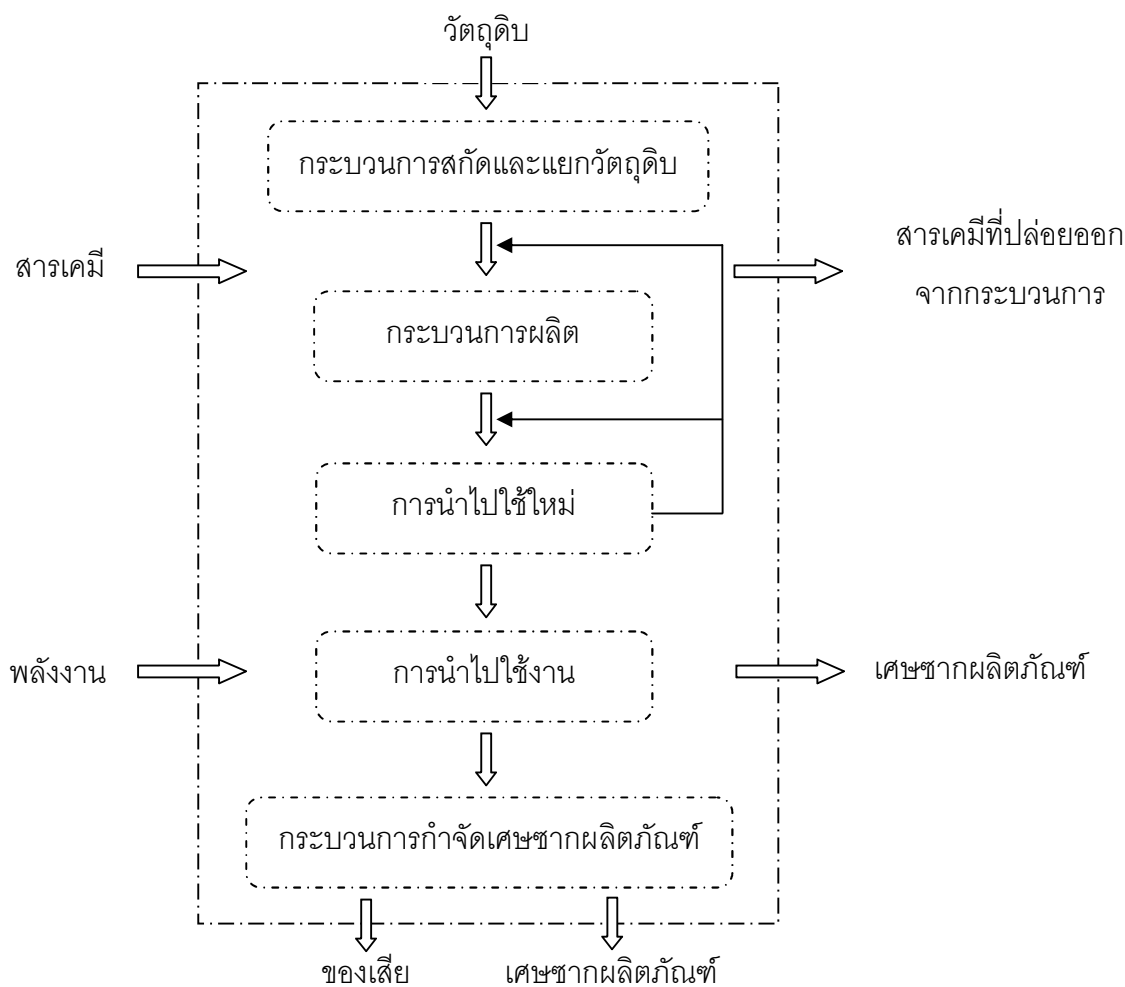 วัตถุดิบ
กระบวนการสกัดและแยกวัตถุดิบ
สารเคมี
สารเคมีที่ปล่อยออก
จากกระบวนการ
กระบวนการผลิต
การนำไปใช้ใหม่
พลังงาน
การนำไปใช้งาน
เศษซากผลิตภัณฑ์
กระบวนการกำจัดเศษซากผลิตภัณฑ์
ของเสีย
เศษซากผลิตภัณฑ์